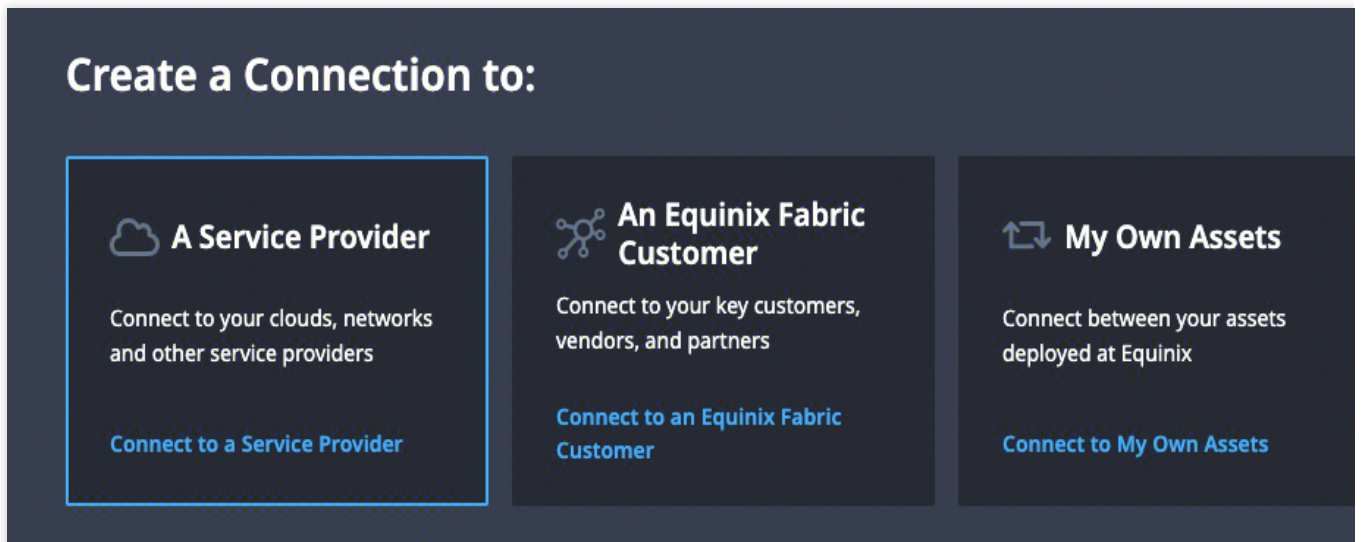 Create a Connection to:
A Service Provider
Connect to your clouds, networks
and other service providers
Connect to a Service Provider
An Equinix Fabric
Customer
Connect to your key customers,
vendors, and partners
Connect to an Equinix Fabric
Customer
My Own Assets
Connect between your assets
deployed at Equinix
Connect to My Own Assets